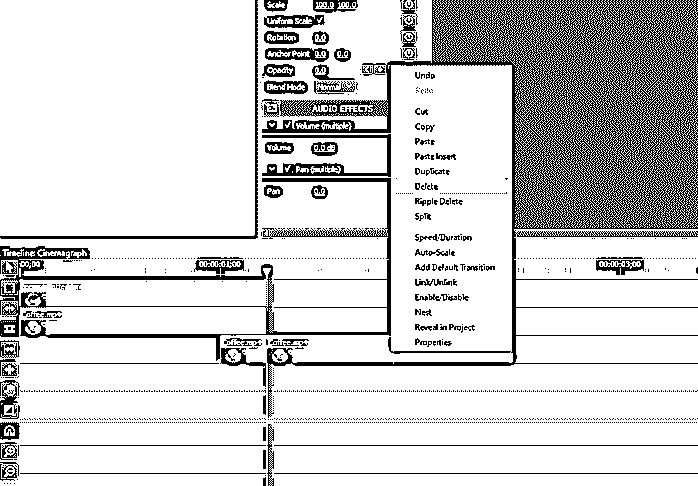 Scale 100.0 100.0
Uniform Scale
Rotation 0.0
Anchor Point 0.0 0.0
Opacity 0.0
Blend Mode Normal
AUDIO EFFECTS
Volume (multiple)
Volume 0.0 dB
Pan (multiple)
Pan 0.0
Undo
Redo
Cut
Copy
Paste
Paste Insert
Duplicate
Delete
Ripple Delete
Split
Speed/Duration
Auto-Scale
Add Default Transition
Link/Unlink
Enable/Disable
Nest
Reveal in Project
Properties
Timeline: Cinemagraph
00:00 00:00:01:00 00:00:03:00
Coffee.mp4
Coffee.mp4 Coffee.mp4